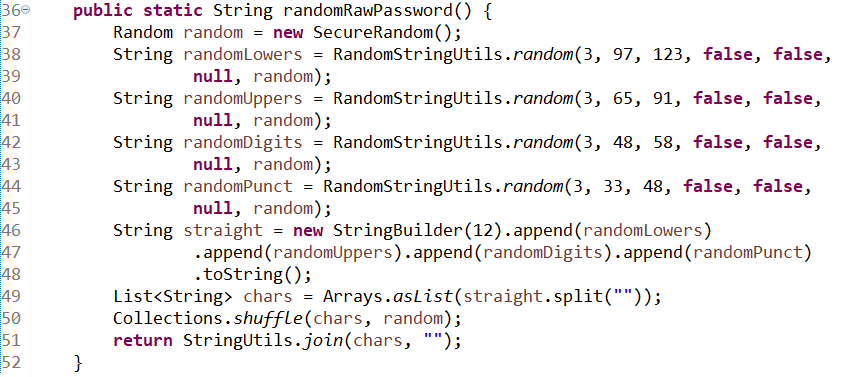 36 public static String randomRawPassword() {
37 Random random = new SecureRandom();
38 String randomLowers = RandomStringUtils.random(3, 97, 123, false, false,
39 null, random);
40 String randomUppers = RandomStringUtils.random(3, 65, 91, false, false,
41 null, random);
42 String randomDigits = RandomStringUtils.random(3, 48, 58, false, false,
43 null, random);
44 String randomPunct = RandomStringUtils.random(3, 33, 48, false, false,
45 null, random);
46 String straight = new StringBuilder(12).append(randomLowers)
47 .append(randomUppers).append(randomDigits).append(randomPunct)
48 .toString();
49 List<String> chars = Arrays.asList(straight.split(""));
50 Collections.shuffle(chars, random);
51 return StringUtils.join(chars, "");
52 }